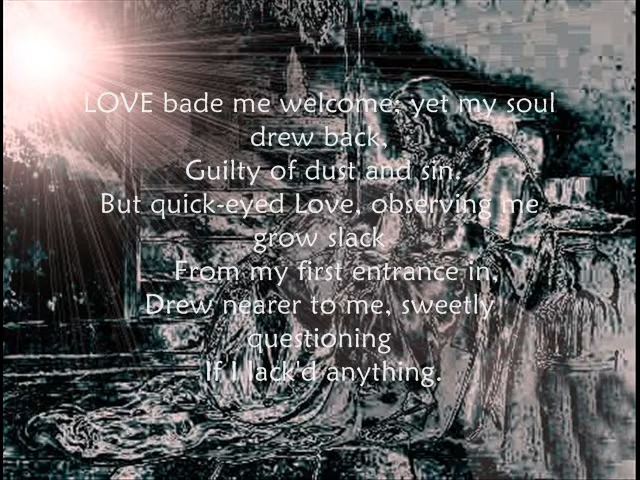 LOVE bade me welcome; yet my soul
drew back,
Guilty of dust and sin.
But quick-eyed Love, observing me
grow slack
From my first entrance in,
Drew nearer to me, sweetly
questioning
If I lack'd anything.